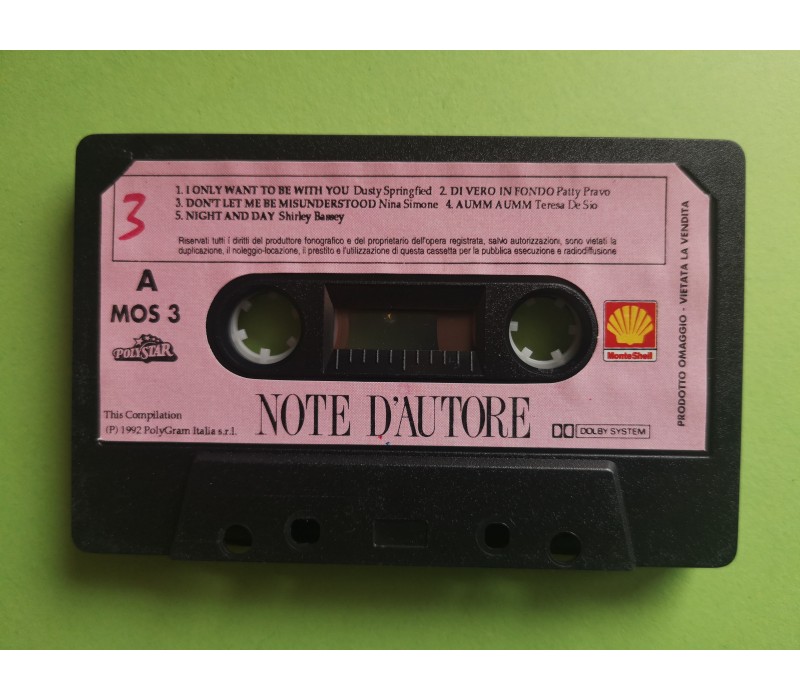 3
1. I ONLY WANT TO BE WITH YOU Dusty Springfied 2. DI VERO IN FONDO Patty Pravo
3. DON'T LET ME BE MISUNDERSTOOD Nina Simone 4. AUMM AUMM Teresa De Sio
5. NIGHT AND DAY Shirley Bassey
Riservati tutti i diritti del produttore fonografico e del proprietario dell'opera registrata, salvo autorizzazioni, sono vietati la
duplicazione, il noleggio-locazione, il prestito e l'utilizzazione di questa cassetta per la pubblica esecuzione e radiodiffusione
A
MOS 3
POLYSTAR
MonteShell
PRODOTTO OMAGGIO - VIETATA LA VENDITA
This Compilation
(P) 1992 PolyGram Italia s.r.l.
NOTE D'AUTORE
DOLBY SYSTEM